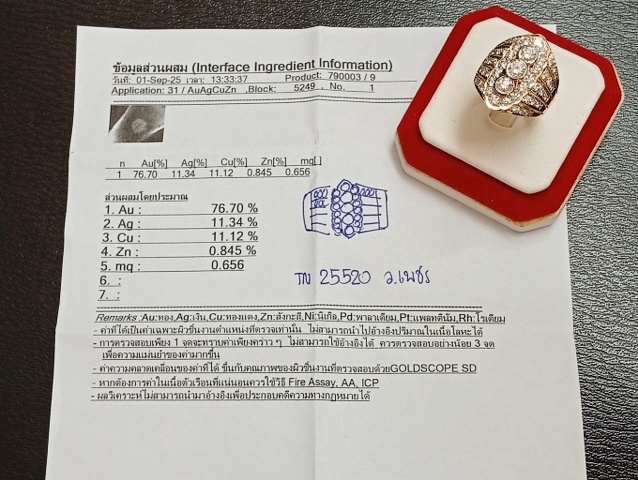 ข้อมูลส่วนผสม (Interface Ingredient Information)
วันที่: 01-Sep-25 เวลา: 13:33:37 Product: 790003 / 9
Application: 31 / AuAgCuZn ,Block: 5249 , No. 1
n Au[%] Ag[%] Cu[%] Zn[%] mq[ ]
1 76.70 11.34 11.12 0.845 0.656
ส่วนผสมโดยประมาณ
1. Au : 76.70 %
2. Ag : 11.34 %
3. Cu : 11.12 %
4. Zn : 0.845 %
5. mq : 0.656
6. :
7. :
TN 25520 ว.เพชร
Remarks :Au:ทอง,Ag:เงิน,Cu:ทองแดง,Zn:สังกะสี,Ni:นิเกิล,Pd:พาลาเดียม,Pt:แพลทตินัม,Rh:โรเดียม
- ค่าที่ได้เป็นค่าเฉพาะผิวชิ้นงานตำแหน่งที่ตรวจเท่านั้น ไม่สามารถนำไปอ้างอิงปริมาณในเนื้อโลหะได้
- การตรวจสอบเพียง 1 จุดจะทราบค่าเพียงคร่าว ๆ ไม่สามารถใช้อ้างอิงได้ ควรตรวจสอบอย่างน้อย 3 จุด
เพื่อความแม่นยำของค่ามากขึ้น
- ค่าความคลาดเคลื่อนของค่าที่ได้ ขึ้นกับคุณภาพของผิวชิ้นงานที่ตรวจสอบด้วยGOLDSCOPE SD
- หากต้องการค่าในเนื้อตัวเรือนที่แน่นอนควรใช้วิธี Fire Assay, AA, ICP
- ผลวิเคราะห์ไม่สามารถนำมาอ้างอิงเพื่อประกอบคดีความทางกฎหมายได้